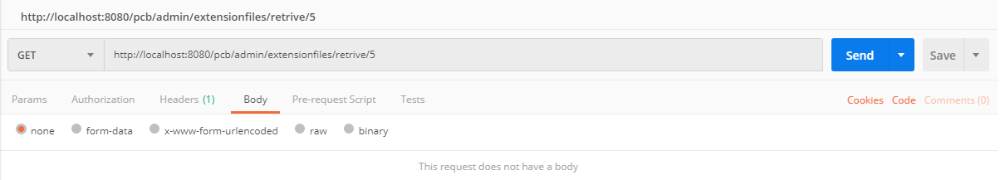 http://localhost:8080/pcb/admin/extensionfiles/retrive/5
GET http://localhost:8080/pcb/admin/extensionfiles/retrive/5 Send Save
Params Authorization Headers (1) Body Pre-request Script Tests Cookies Code Comments (0)
none form-data x-www-form-urlencoded raw binary
This request does not have a body